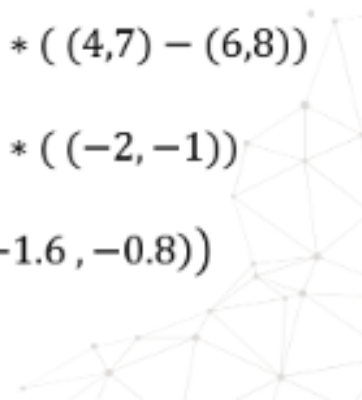 * ( (4,7) − (6,8))
* ( (−2, −1))
−1.6 , −0.8))